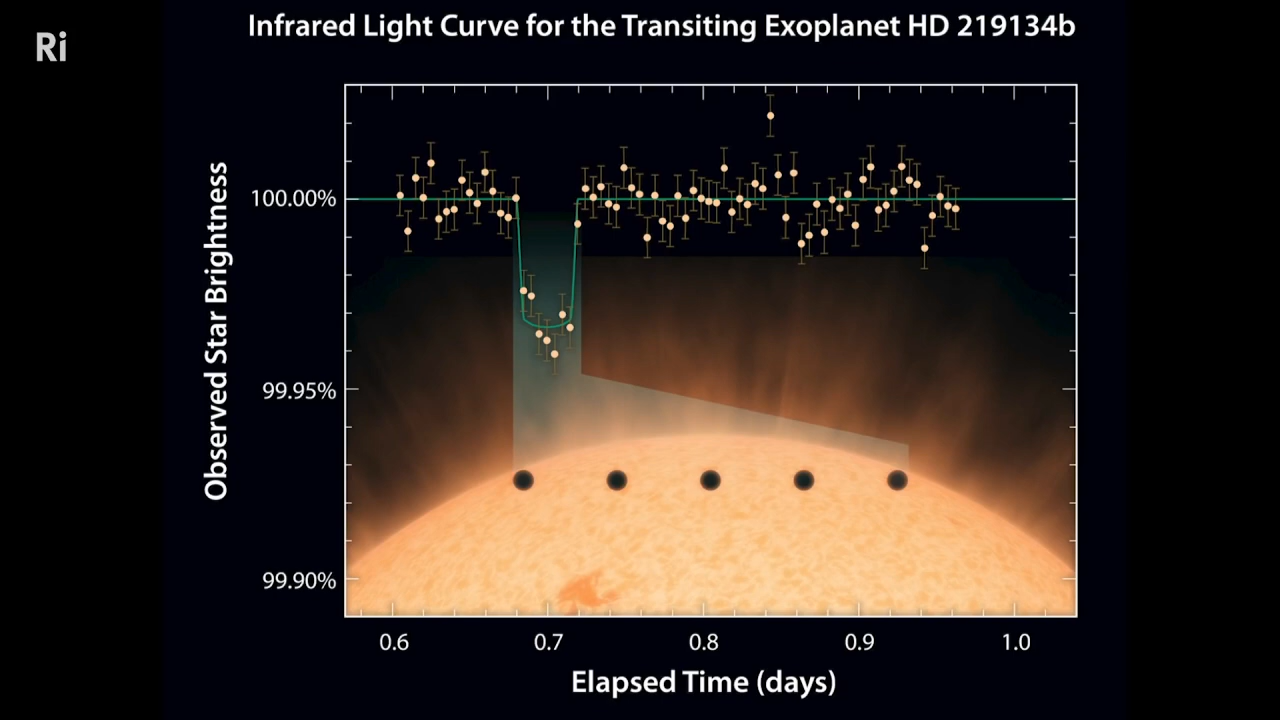 Infrared Light Curve for the Transiting Exoplanet HD 219134b
Ri
Observed Star Brightness
100.00%
99.95%
99.90%
0.6 0.7 0.8 0.9 1.0
Elapsed Time (days)